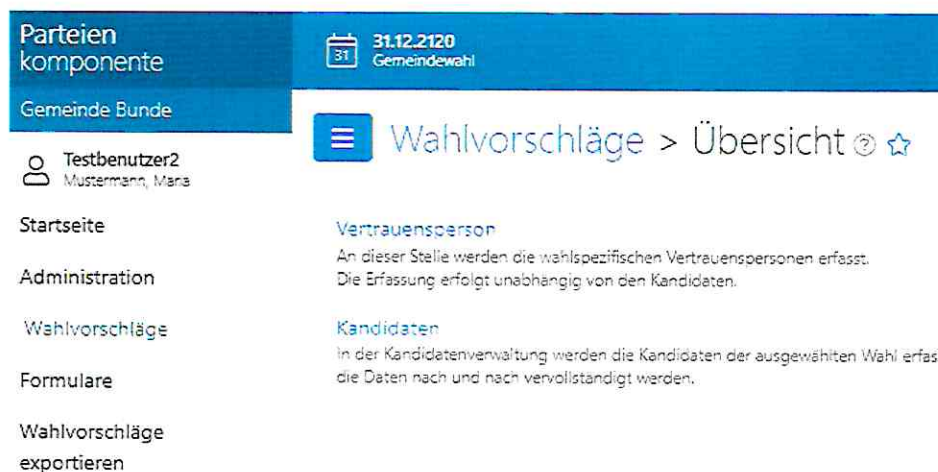 Parteien
komponente
Gemeinde Bunde
Testbenutzer2
Mustermann, Maria
Startseite
Administration
Wahlvorschläge
Formulare
Wahlvorschläge
exportieren
31
31.12.2120
Gemeindewahl
Wahlvorschläge > Übersicht ?
Vertrauensperson
An dieser Stelle werden die wahlspezifischen Vertrauenspersonen erfasst.
Die Erfassung erfolgt unabhängig von den Kandidaten.
Kandidaten
In der Kandidatenverwaltung werden die Kandidaten der ausgewählten Wahl erfas
die Daten nach und nach vervollständigt werden.